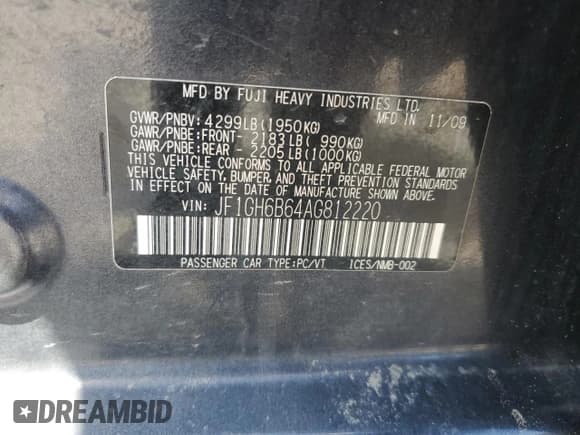 MFD BY FUJI HEAVY INDUSTRIES LTD.
GVWR/PNBV: 4299LB(1950KG) MFD IN 11/09
GAWR/PNBE:FRONT- 2183LB( 990KG)
GAWR/PNBE:REAR - 2205LB(1000KG)
THIS VEHICLE CONFORMS TO ALL APPLICABLE FEDERAL MOTOR
VEHICLE SAFETY, BUMPER, AND THEFT PREVENTION STANDARDS
IN EFFECT ON THE DATE OF MANUFACTURE SHOWN ABOVE.
VIN: JF1GH6B64AG812220
PASSENGER CAR TYPE:PC/VT ICES/NMB-002
DREAMBID